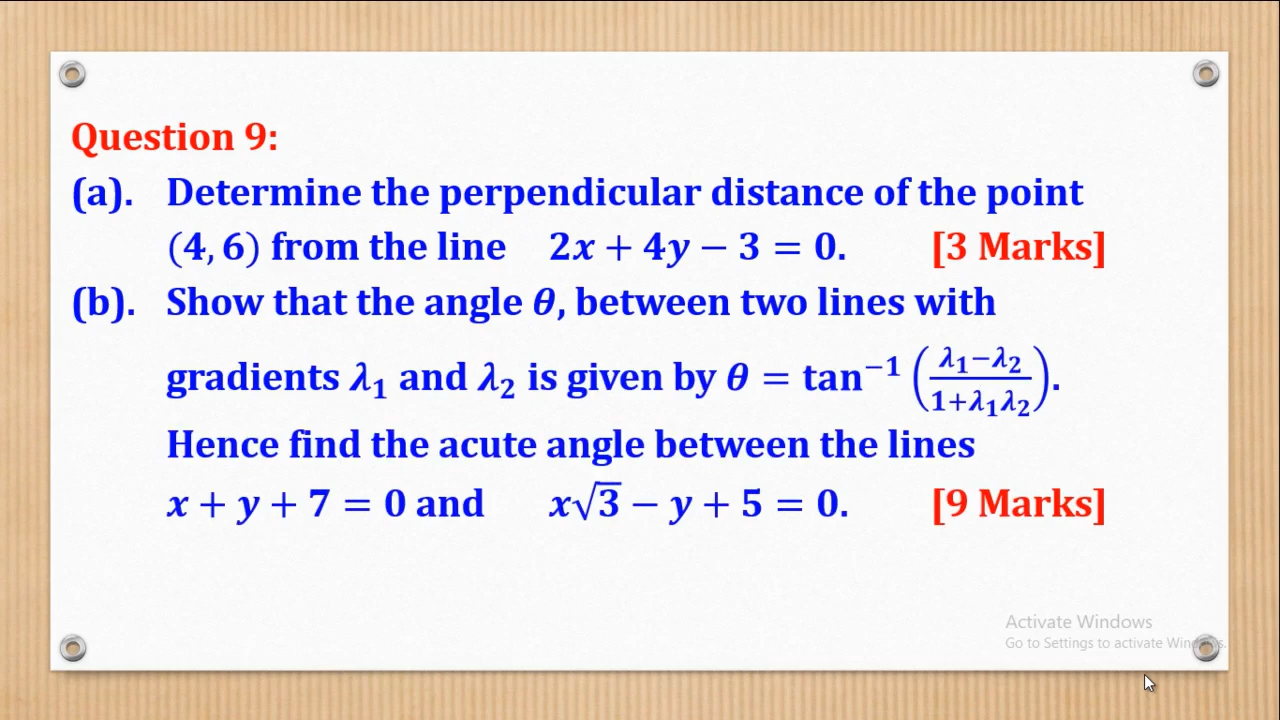 Question 9:
(a). Determine the perpendicular distance of the point
(4, 6) from the line 2x + 4y − 3 = 0. [3 Marks]
(b). Show that the angle θ, between two lines with
gradients λ₁ and λ₂ is given by θ = tan⁻¹ ((λ₁−λ₂)/(1+λ₁λ₂)).
Hence find the acute angle between the lines
x + y + 7 = 0 and x√3 − y + 5 = 0. [9 Marks]
Activate Windows
Go to Settings to activate Windows.